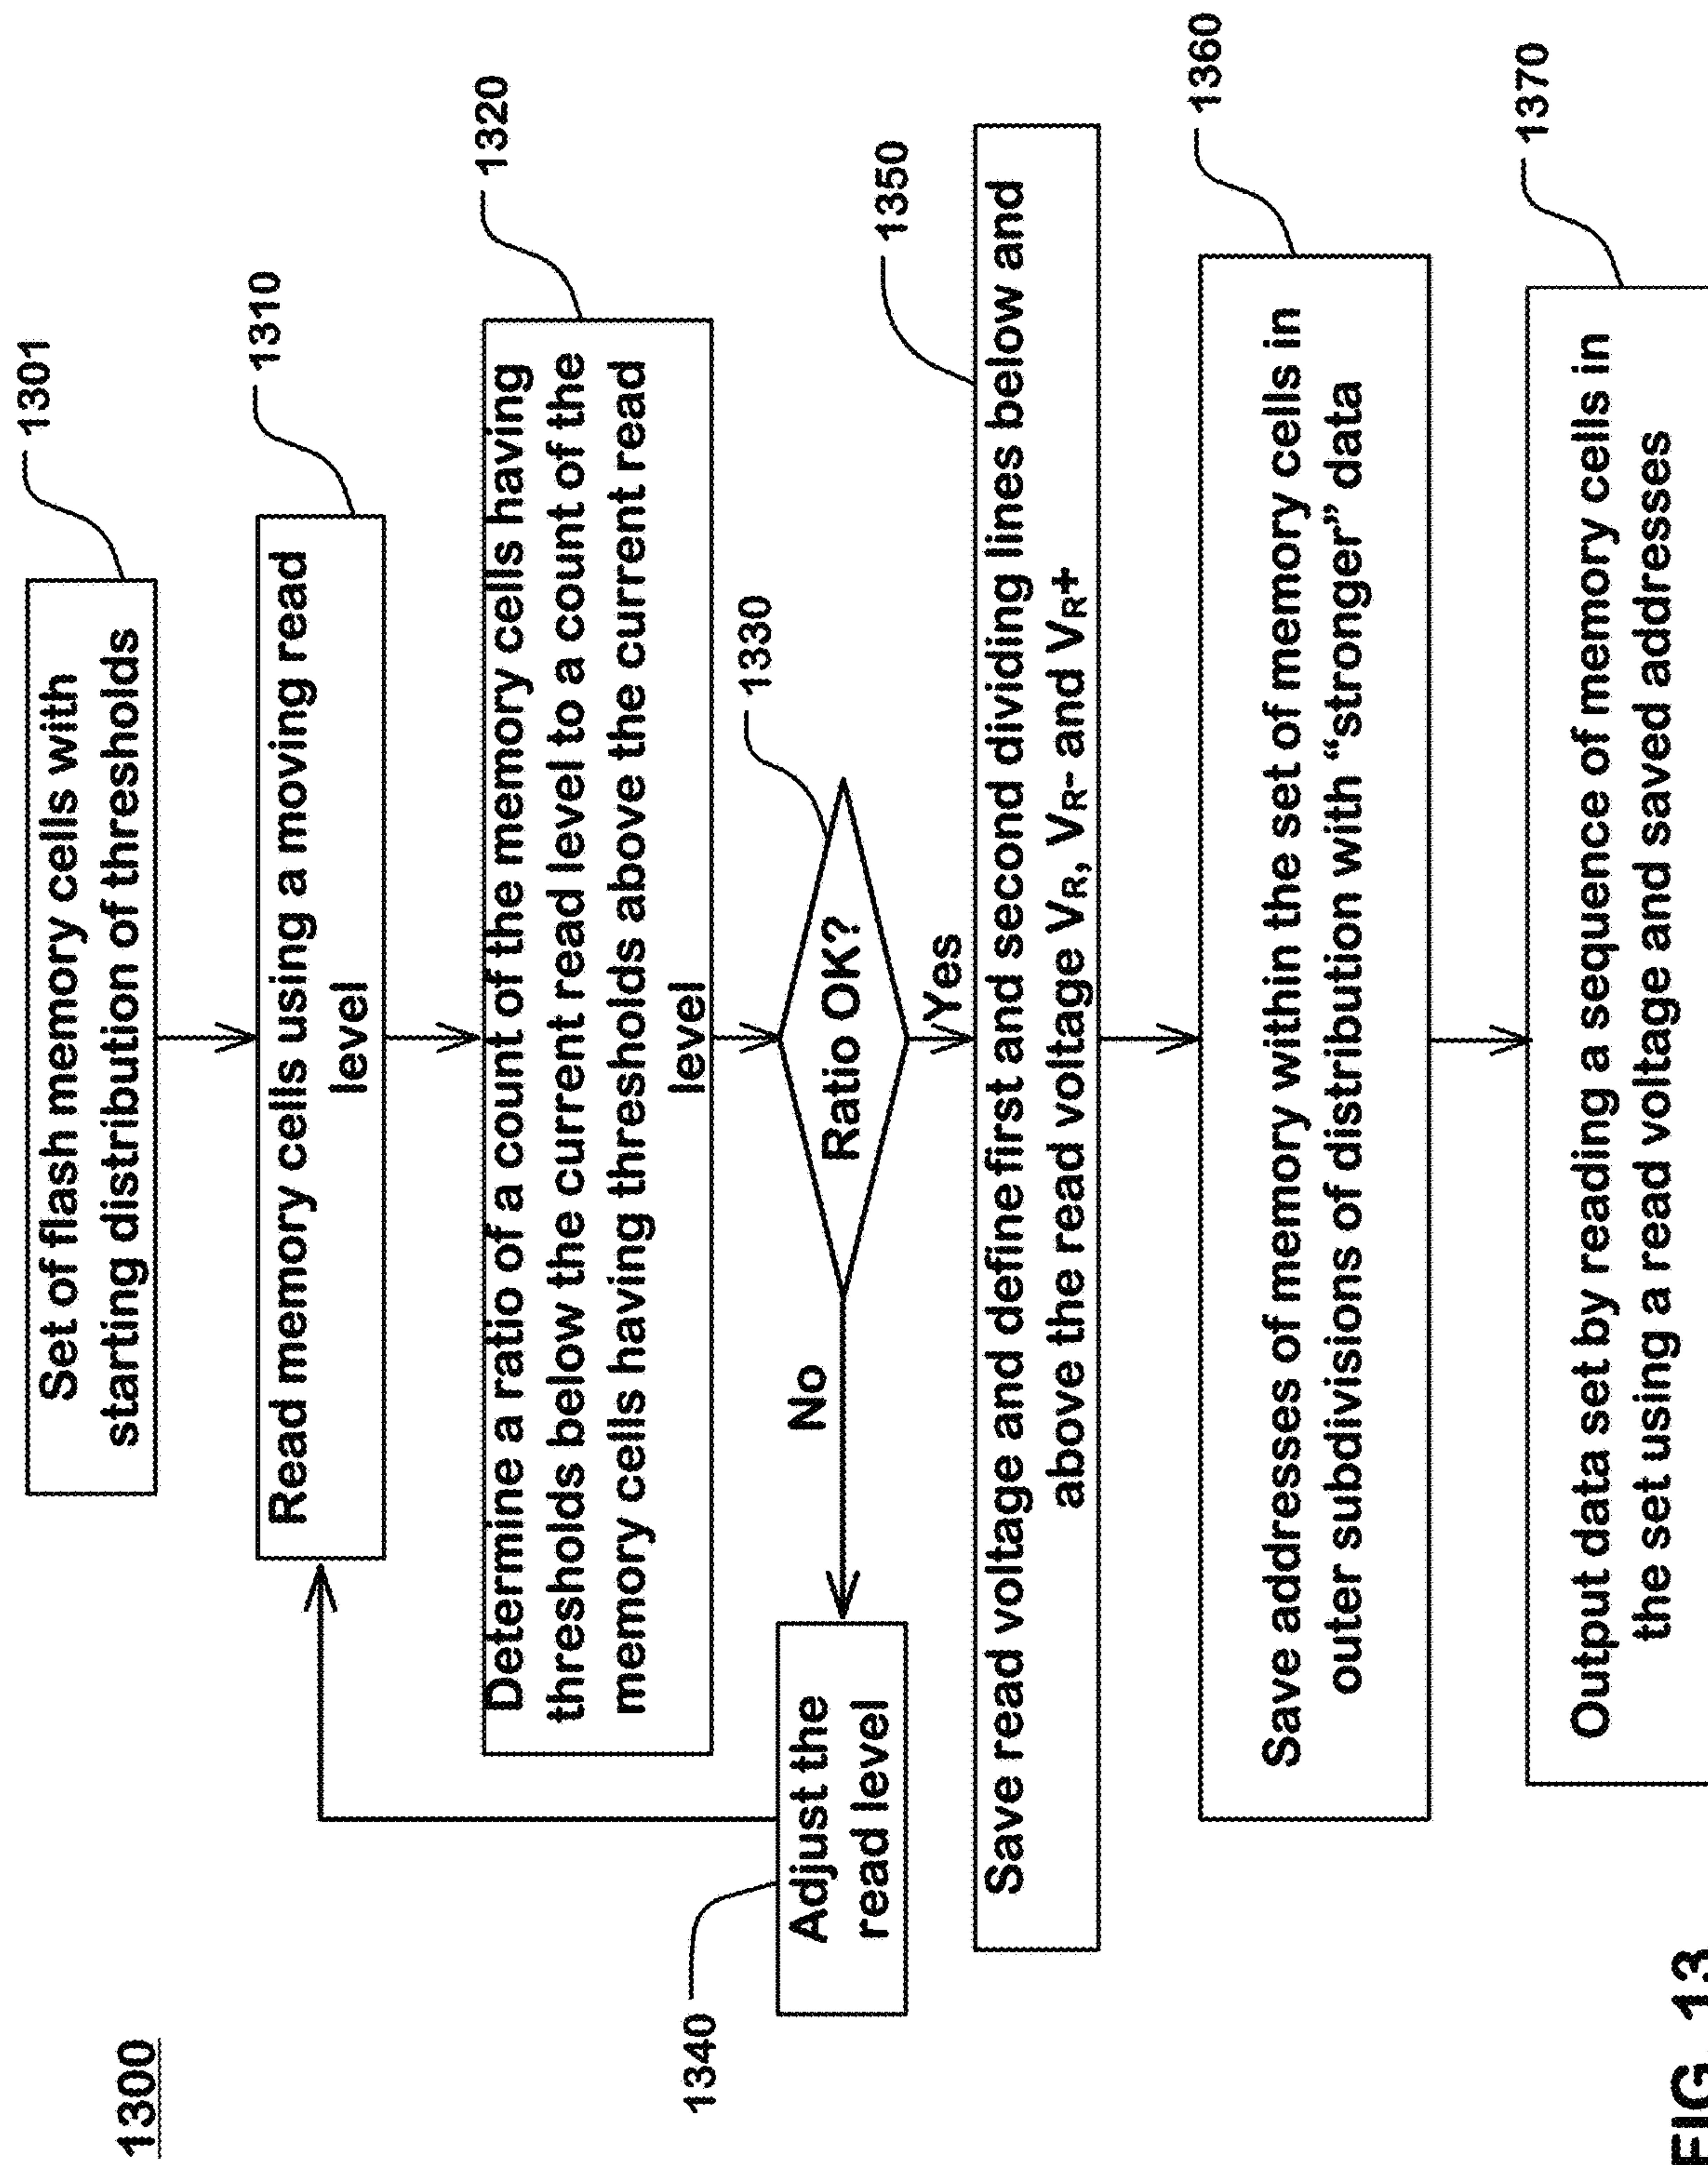 1300
1301
Set of flash memory cells with
starting distribution of thresholds
1310
Read memory cells using a moving read
level
1320
Determine a ratio of a count of the memory cells having
thresholds below the current read level to a count of the
memory cells having thresholds above the current read
level
1330
Ratio OK?
No
Yes
1340
Adjust the
read level
1350
Save read voltage and define first and second dividing lines below and
above the read voltage VR, VR- and VR+
1360
Save addresses of memory within the set of memory cells in
outer subdivisions of distribution with “stronger” data
1370
Output data set by reading a sequence of memory cells in
the set using a read voltage and saved addresses
FIG. 13